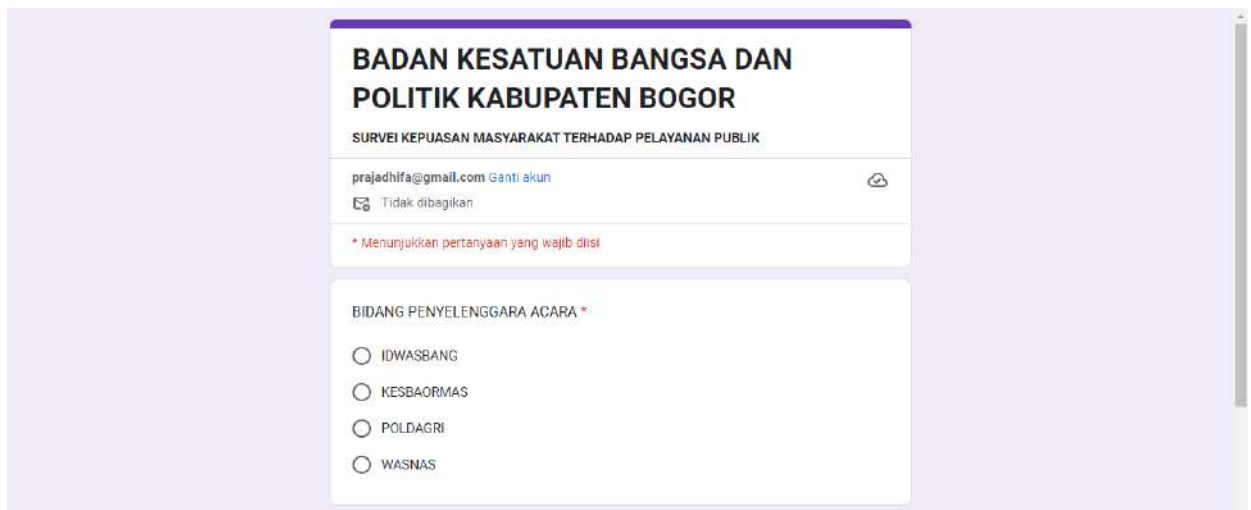 BADAN KESATUAN BANGSA DAN
POLITIK KABUPATEN BOGOR
SURVEI KEPUASAN MASYARAKAT TERHADAP PELAYANAN PUBLIK
prajadhifa@gmail.com Ganti akun
Tidak dibagikan
* Menunjukkan pertanyaan yang wajib diisi
BIDANG PENYELENGGARA ACARA *
IDWASBANG
KESBAORMAS
POLDAGRI
WASNAS